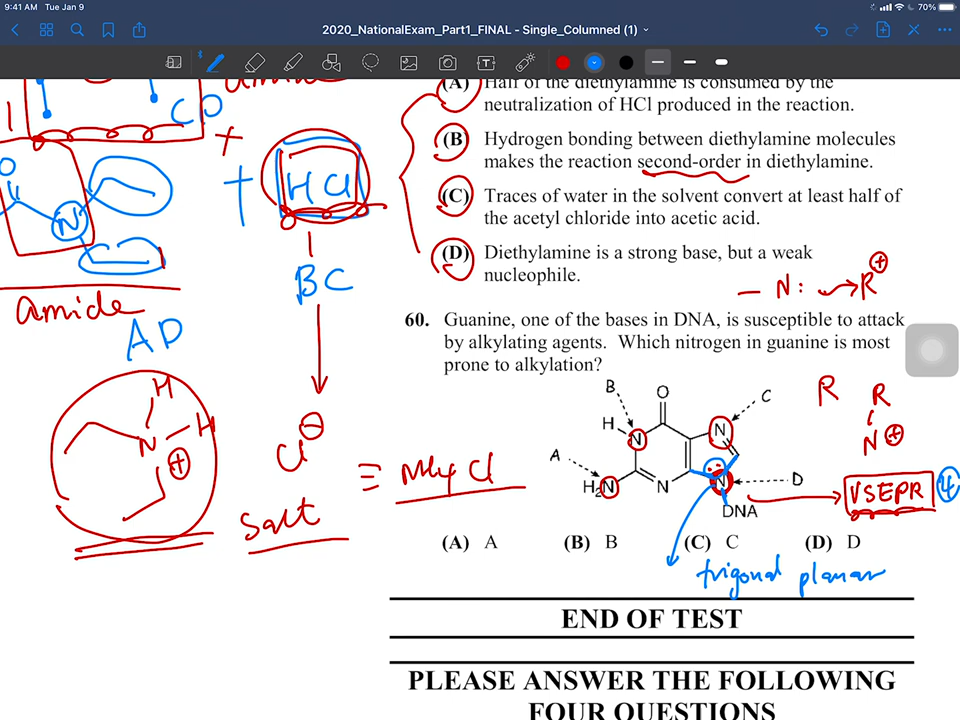 9:41 AM Tue Jan 9
70%
2020_NationalExam_Part1_FINAL - Single_Columned (1)
CO
(A) Half of the diethylamine is consumed by the
neutralization of HCl produced in the reaction.
(B) Hydrogen bonding between diethylamine molecules
makes the reaction second-order in diethylamine.
(C) Traces of water in the solvent convert at least half of
the acetyl chloride into acetic acid.
(D) Diethylamine is a strong base, but a weak
nucleophile.
+
+ HCl
O
N
BC
amide
AD
H
N H
⊕
Cl ⊖
Salt
– N: R ⊕
60. Guanine, one of the bases in DNA, is susceptible to attack
by alkylating agents. Which nitrogen in guanine is most
prone to alkylation?
B
O
C
H
N
N
A
H2N
N
N
D
DNA
R
R
N ⊕
VSEPR
4
(A) A (B) B (C) C (D) D
trigonal planar
END OF TEST
PLEASE ANSWER THE FOLLOWING
FOUR QUESTIONS